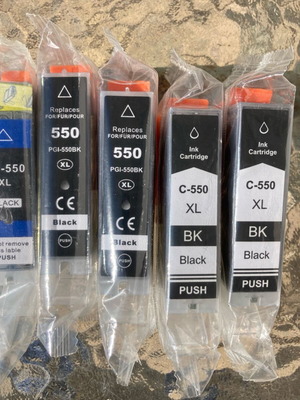 C-550
XL
BLACK
not remove
PUSH
Replaces
FOR/FÜR/POUR
550
PGI-550BK
XL
CE
Black
PUSH
Replaces
FOR/FÜR/POUR
550
PGI-550BK
XL
CE
Black
PUSH
Ink
Cartridge
C-550
XL
BK
Black
PUSH
Ink
Cartridge
C-550
XL
BK
Black
PUSH